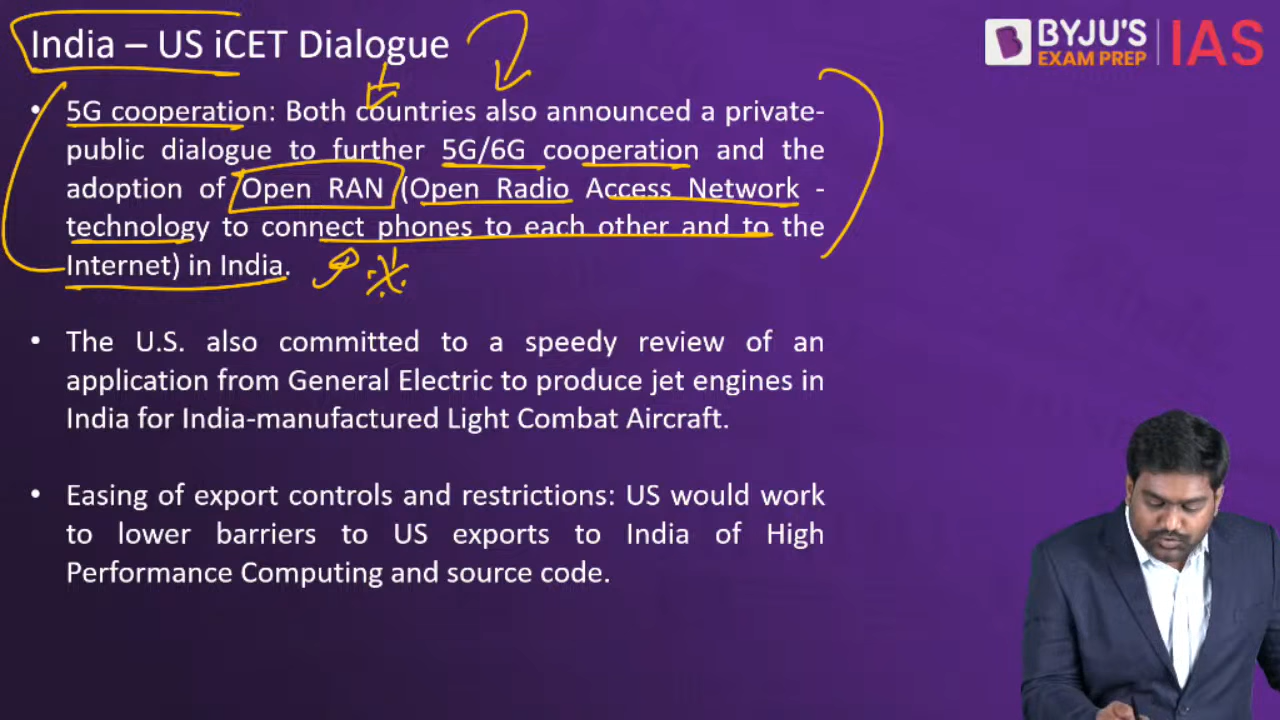 India – US iCET Dialogue
BYJU'S
EXAM PREP
IAS
• 5G cooperation: Both countries also announced a private-
public dialogue to further 5G/6G cooperation and the
adoption of Open RAN (Open Radio Access Network -
technology to connect phones to each other and to the
Internet) in India.
• The U.S. also committed to a speedy review of an
application from General Electric to produce jet engines in
India for India-manufactured Light Combat Aircraft.
• Easing of export controls and restrictions: US would work
to lower barriers to US exports to India of High
Performance Computing and source code.